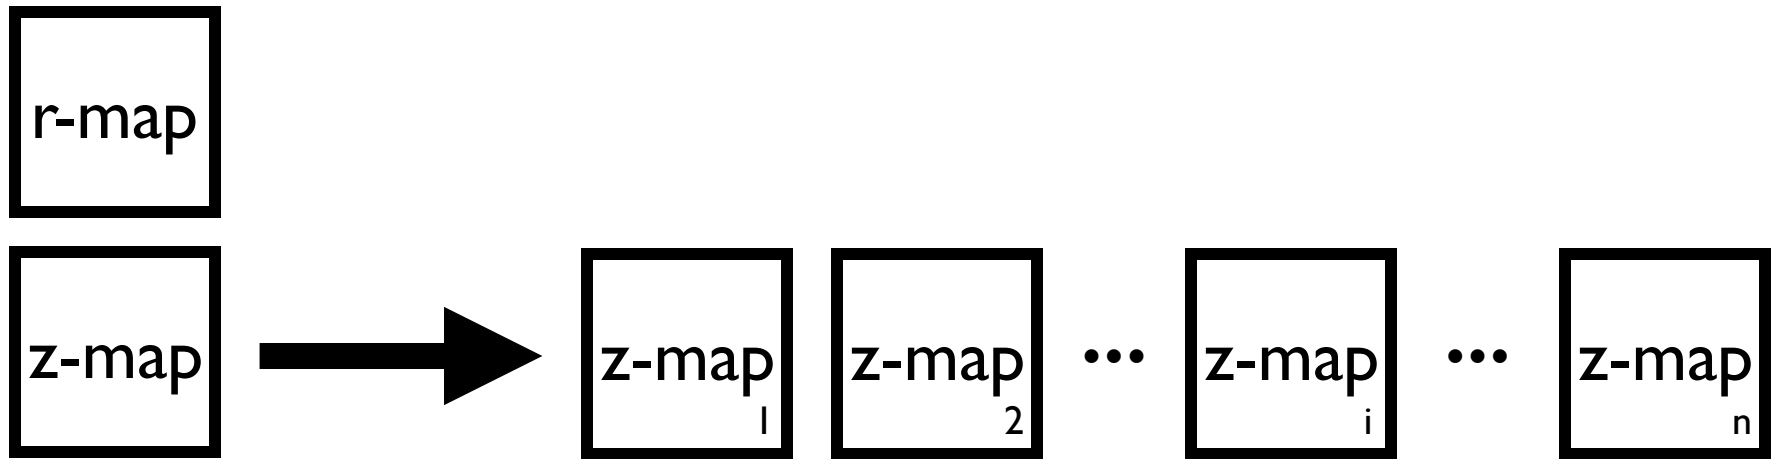 r-map
z-map z-map 1 z-map 2 ••• z-map i ••• z-map n